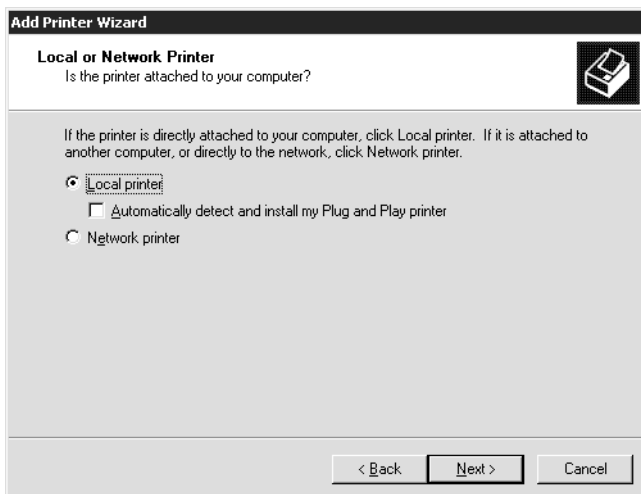 Add Printer Wizard
Local or Network Printer
Is the printer attached to your computer?
If the printer is directly attached to your computer, click Local printer. If it is attached to
another computer, or directly to the network, click Network printer.
Local printer
Automatically detect and install my Plug and Play printer
Network printer
< Back
Next >
Cancel